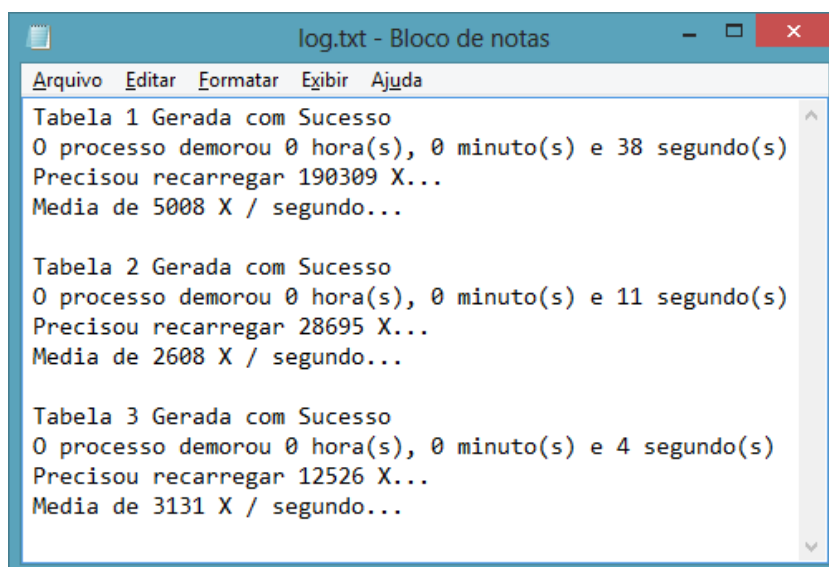 log.txt - Bloco de notas
Arquivo Editar Formatar Exibir Ajuda
Tabela 1 Gerada com Sucesso
O processo demorou 0 hora(s), 0 minuto(s) e 38 segundo(s)
Precisou recarregar 190309 X...
Media de 5008 X / segundo...
Tabela 2 Gerada com Sucesso
O processo demorou 0 hora(s), 0 minuto(s) e 11 segundo(s)
Precisou recarregar 28695 X...
Media de 2608 X / segundo...
Tabela 3 Gerada com Sucesso
O processo demorou 0 hora(s), 0 minuto(s) e 4 segundo(s)
Precisou recarregar 12526 X...
Media de 3131 X / segundo...